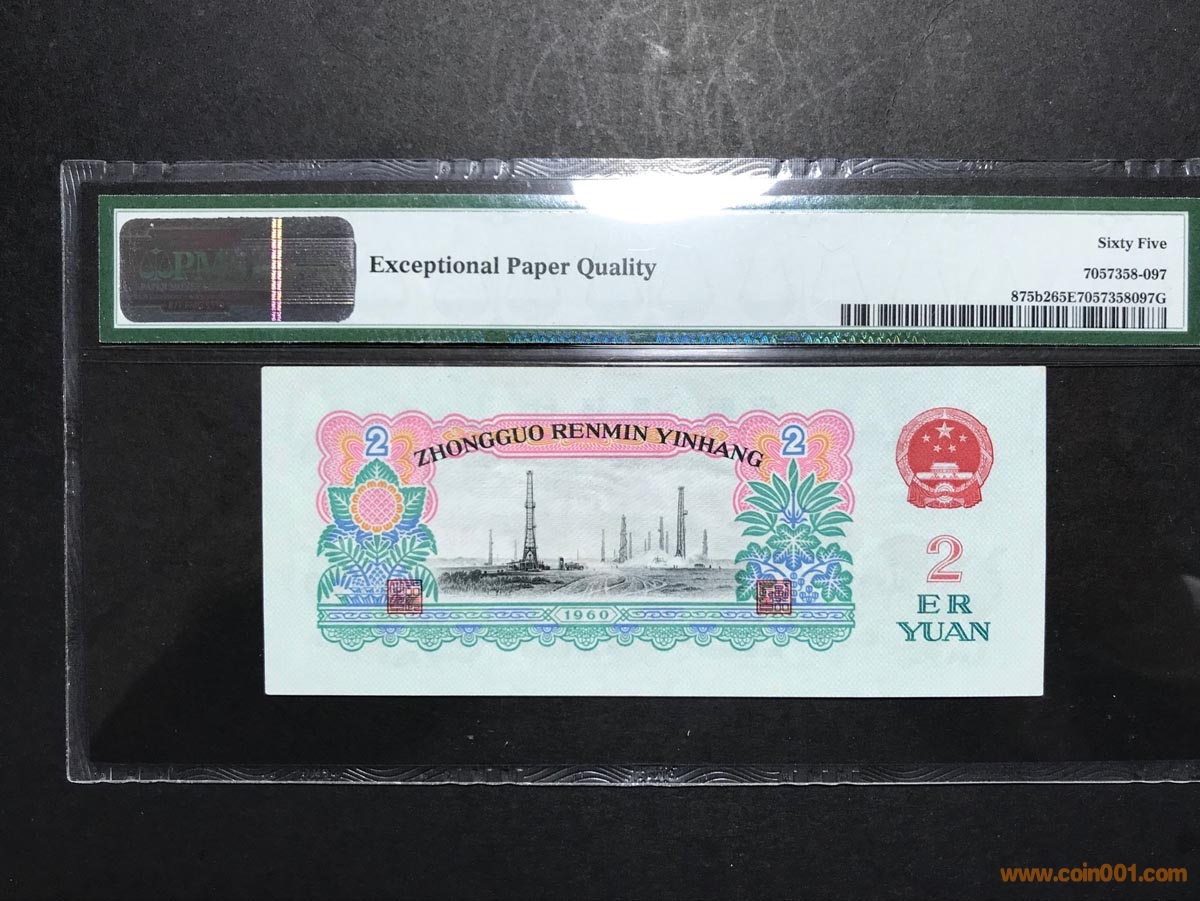 PMG
Exceptional Paper Quality
Sixty Five
7057358-097
875b265E7057358097G
2 ZHONGGUO RENMIN YINHANG 2
2
ER
YUAN
1960
www.coin001.com